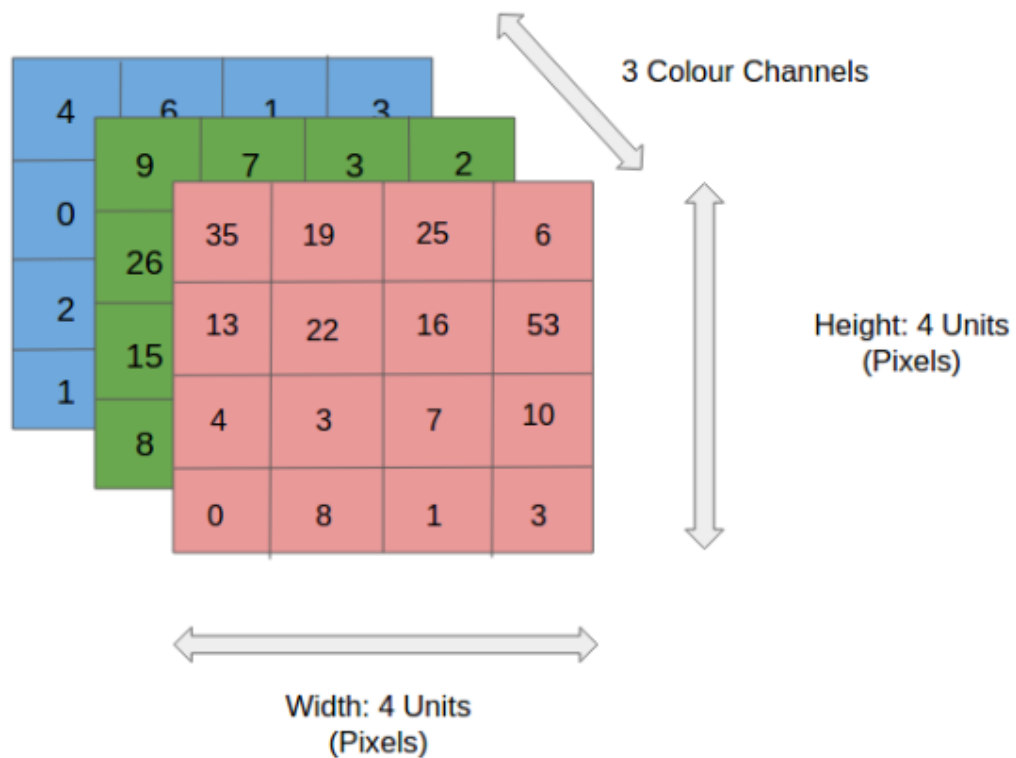 3 Colour Channels
4 6 1 3
9 7 3 2
0
35 19 25 6
26
2
13 22 16 53
Height: 4 Units
(Pixels)
15
1
4 3 7 10
8
0 8 1 3
Width: 4 Units
(Pixels)